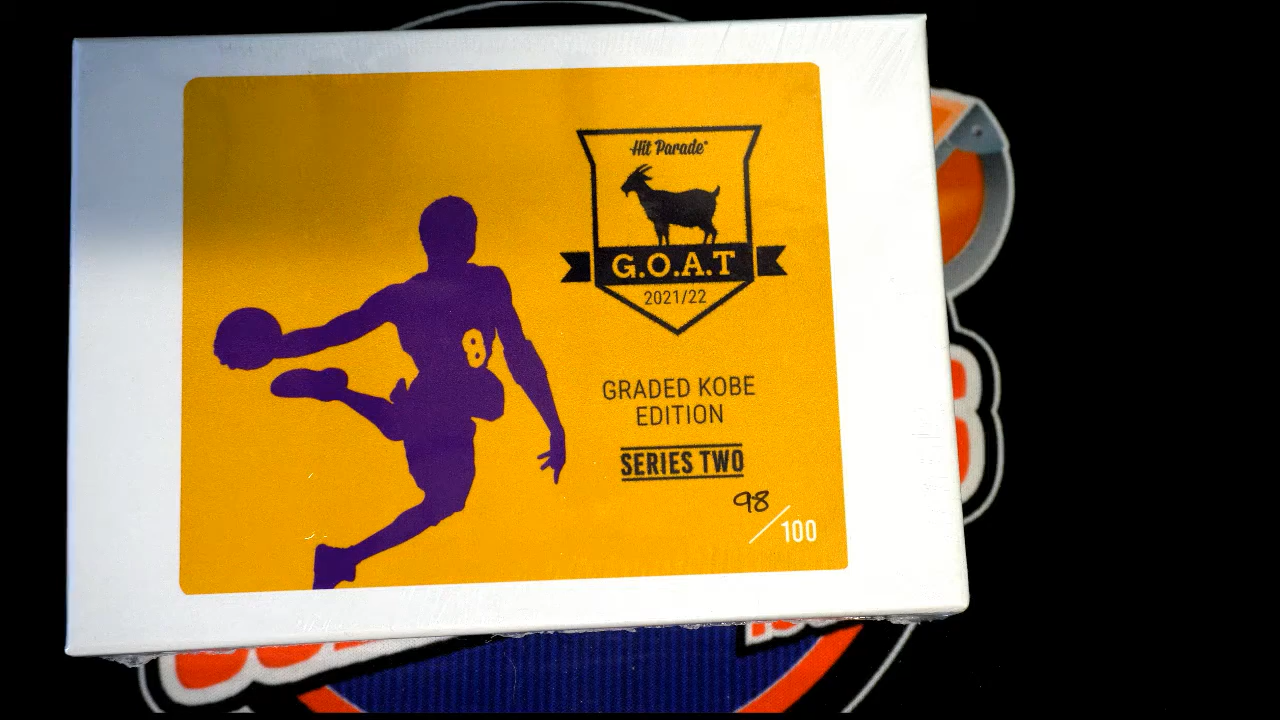 Hit Parade
G.O.A.T
2021/22
8
GRADED KOBE
EDITION
SERIES TWO
98
/100